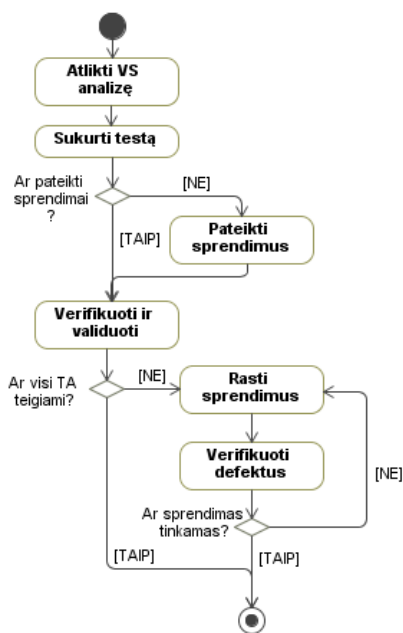 Atlikti VS
analizę
Sukurti testą
Ar pateikti
sprendimai
?
[NE]
[TAIP]
Pateikti
sprendimus
Verifikuoti ir
validuoti
Ar visi TA
teigiami?
[NE]
Rasti
sprendimus
Verifikuoti
defektus
[NE]
Ar sprendimas
tinkamas?
[TAIP]
[TAIP]